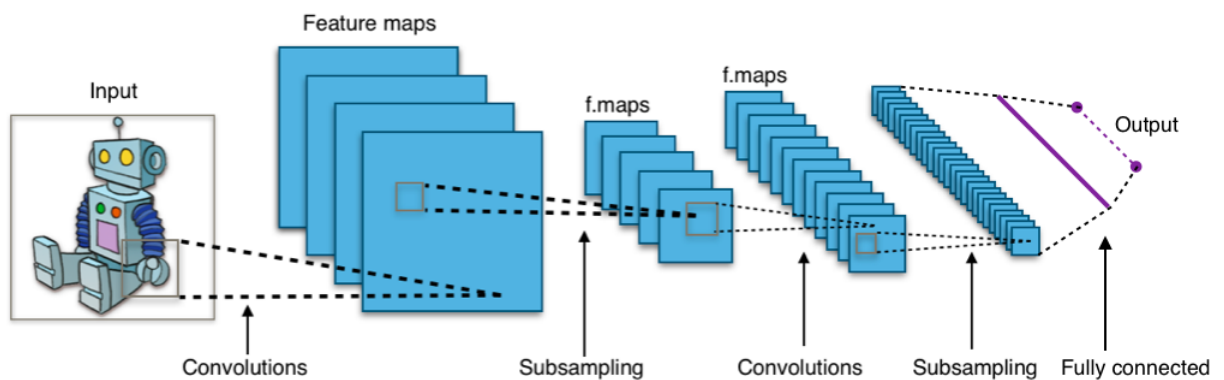 Feature maps
f.maps
Input
f.maps
Output
Convolutions
Subsampling
Convolutions
Subsampling
Fully connected